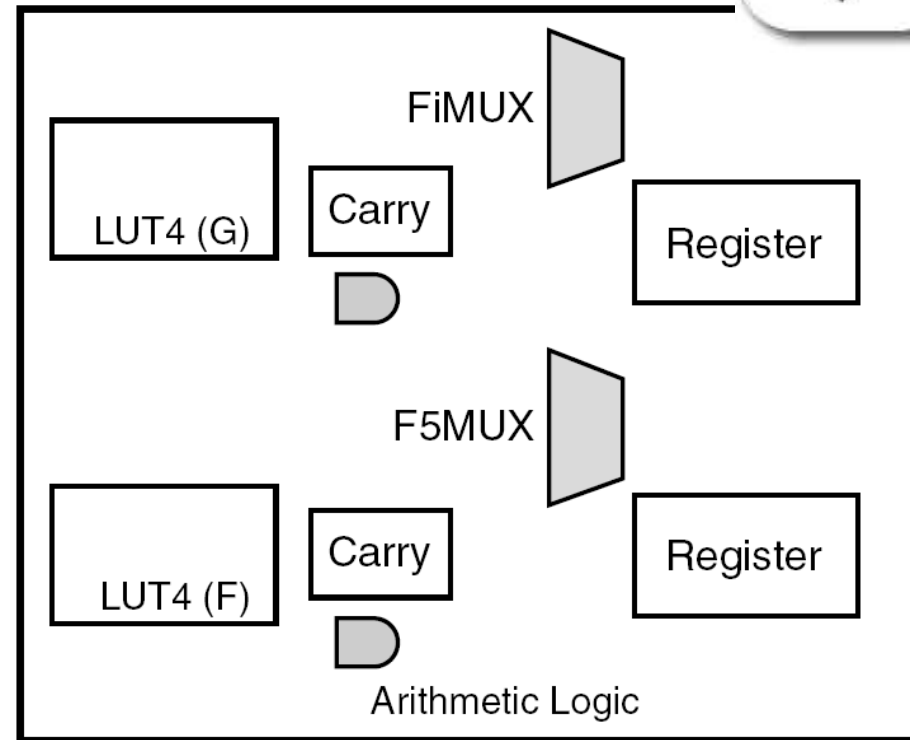 FiMUX
LUT4 (G)
Carry
Register
F5MUX
LUT4 (F)
Carry
Register
Arithmetic Logic